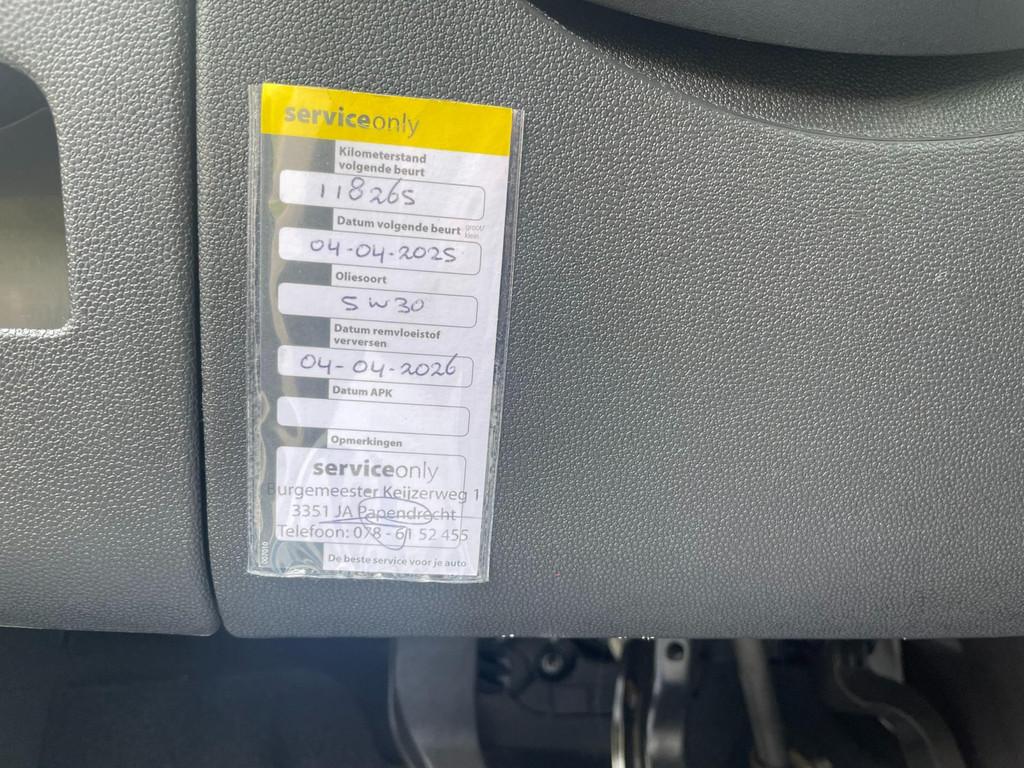 serviceonly
Kilometerstand
volgende beurt
118265
Datum volgende beurt groot/
klein
04-04-2025
Oliesoort
5 w 30
Datum remvloeistof
verversen
04-04-2026
Datum APK
Opmerkingen
serviceonly
Burgemeester Keijzerweg 1
3351 JA Papendrecht
Telefoon: 078 - 61 52 455
De beste service voor je auto